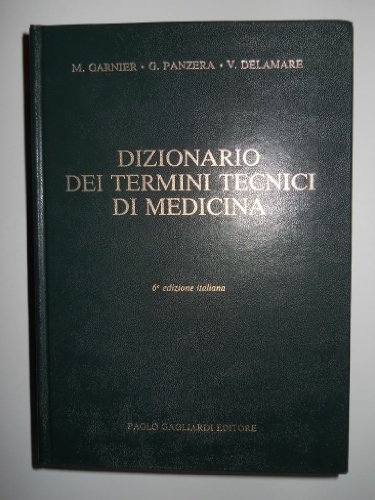 M. GARNIER • G. PANZERA • V. DELAMARE
DIZIONARIO
DEI TERMINI TECNICI
DI MEDICINA
6ª edizione italiana
PAOLO GAGLIARDI EDITORE